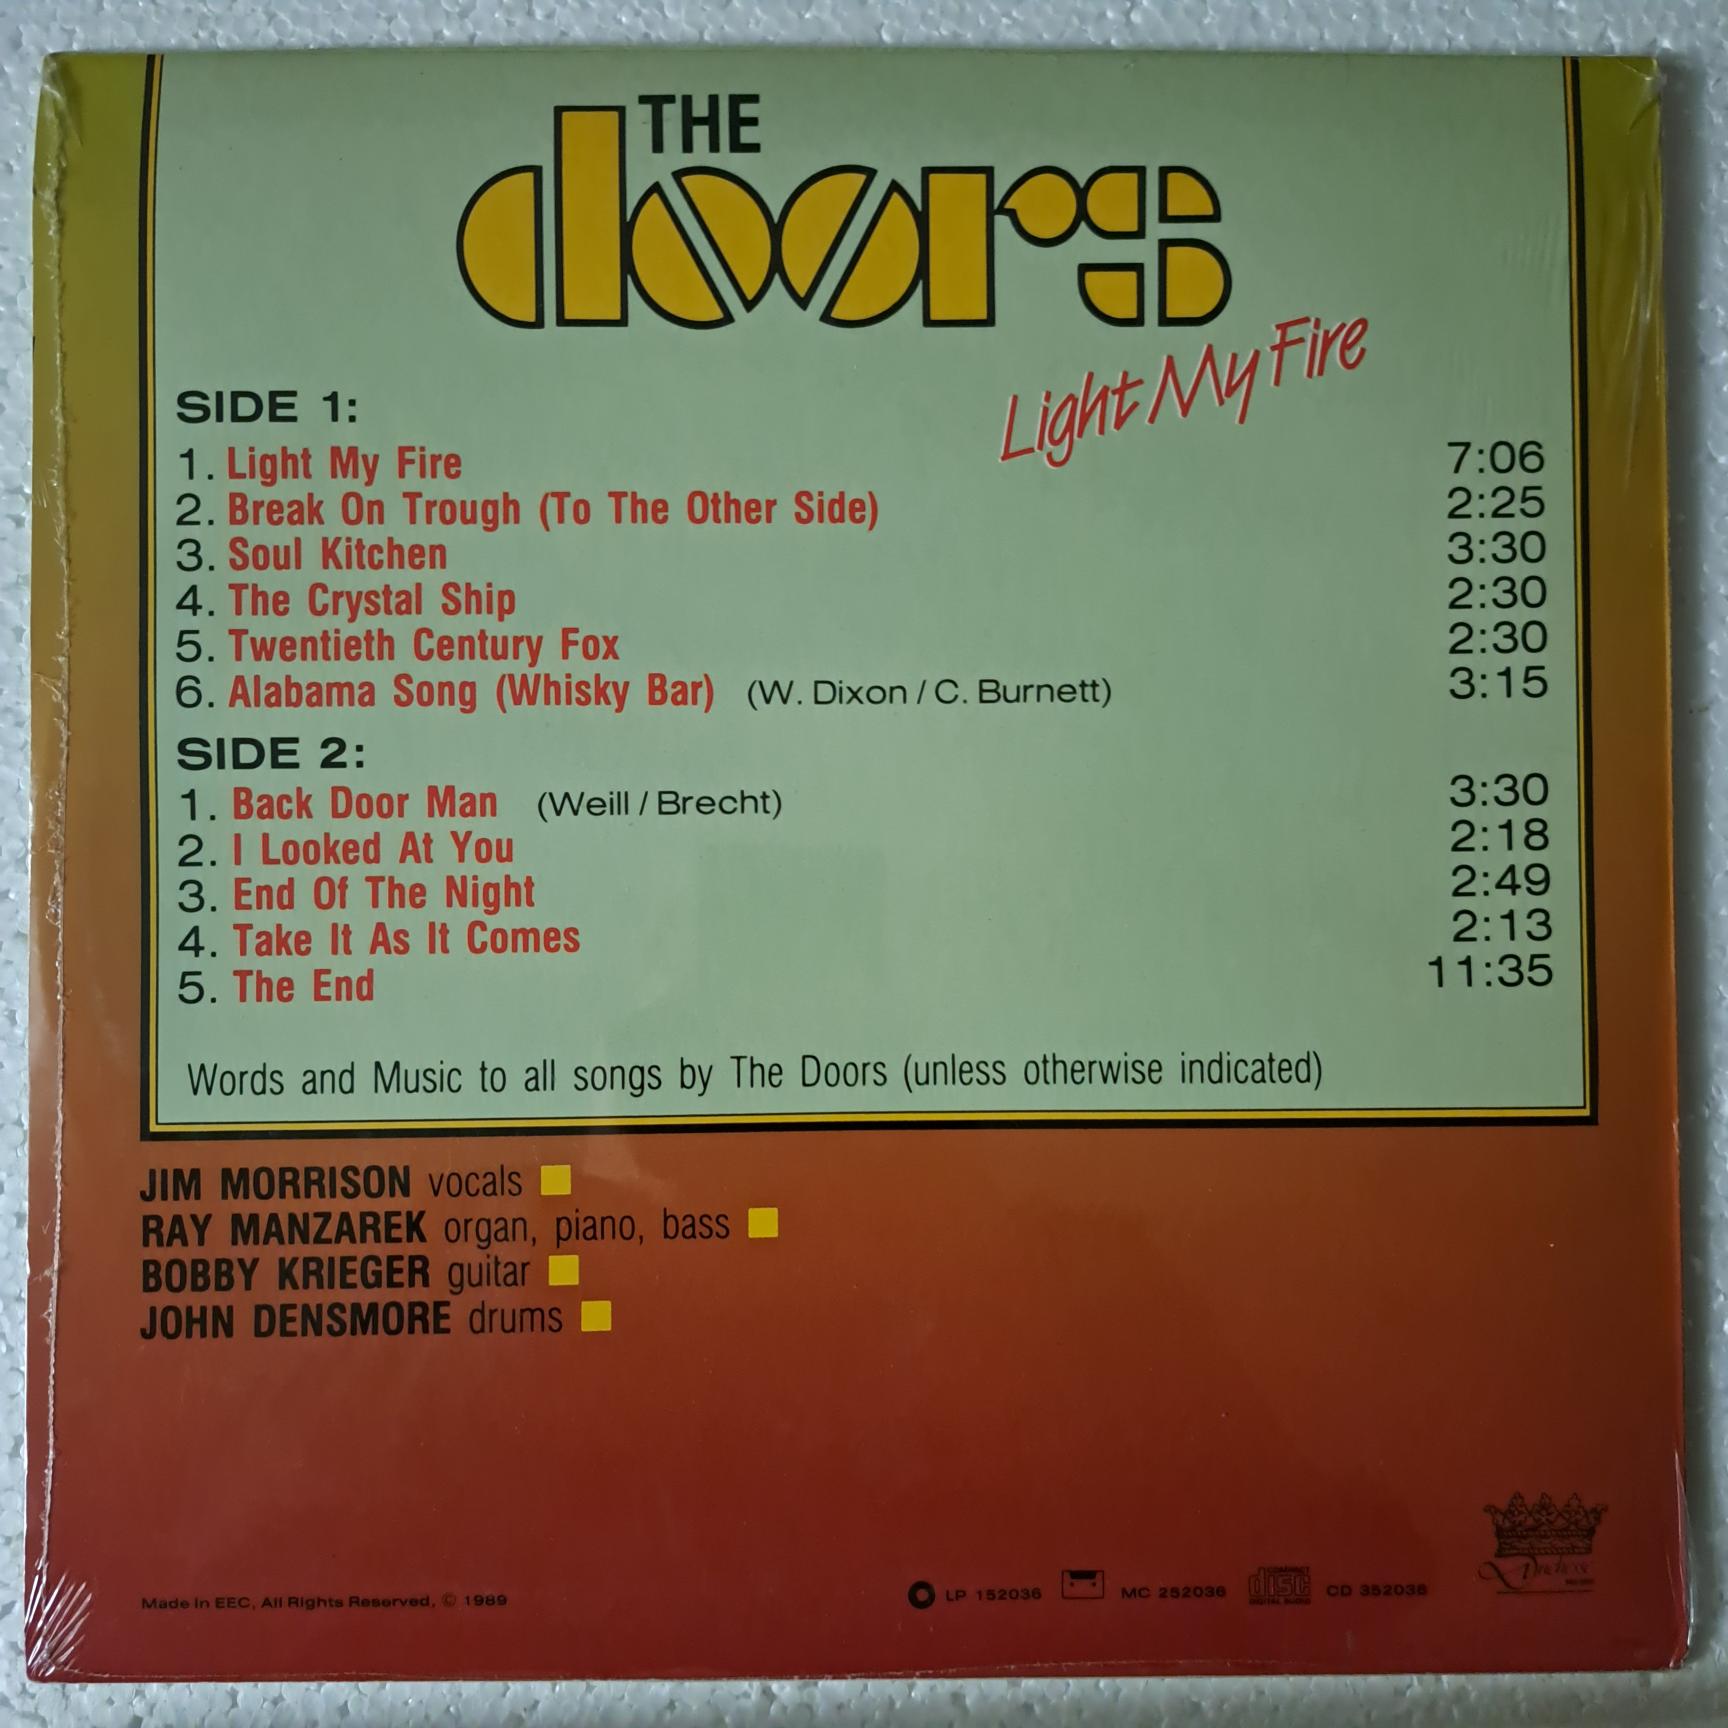 THE
doors
Light My Fire
SIDE 1:
1. Light My Fire 7:06
2. Break On Trough (To The Other Side) 2:25
3. Soul Kitchen 3:30
4. The Crystal Ship 2:30
5. Twentieth Century Fox 2:30
6. Alabama Song (Whisky Bar) (W. Dixon / C. Burnett) 3:15
SIDE 2:
1. Back Door Man (Weill / Brecht) 3:30
2. I Looked At You 2:18
3. End Of The Night 2:49
4. Take It As It Comes 2:13
5. The End 11:35
Words and Music to all songs by The Doors (unless otherwise indicated)
JIM MORRISON vocals
RAY MANZAREK organ, piano, bass
BOBBY KRIEGER guitar
JOHN DENSMORE drums
Made in EEC, All Rights Reserved, © 1989
LP 152036 MC 252036 COMPACT disc DIGITAL AUDIO CD 352036